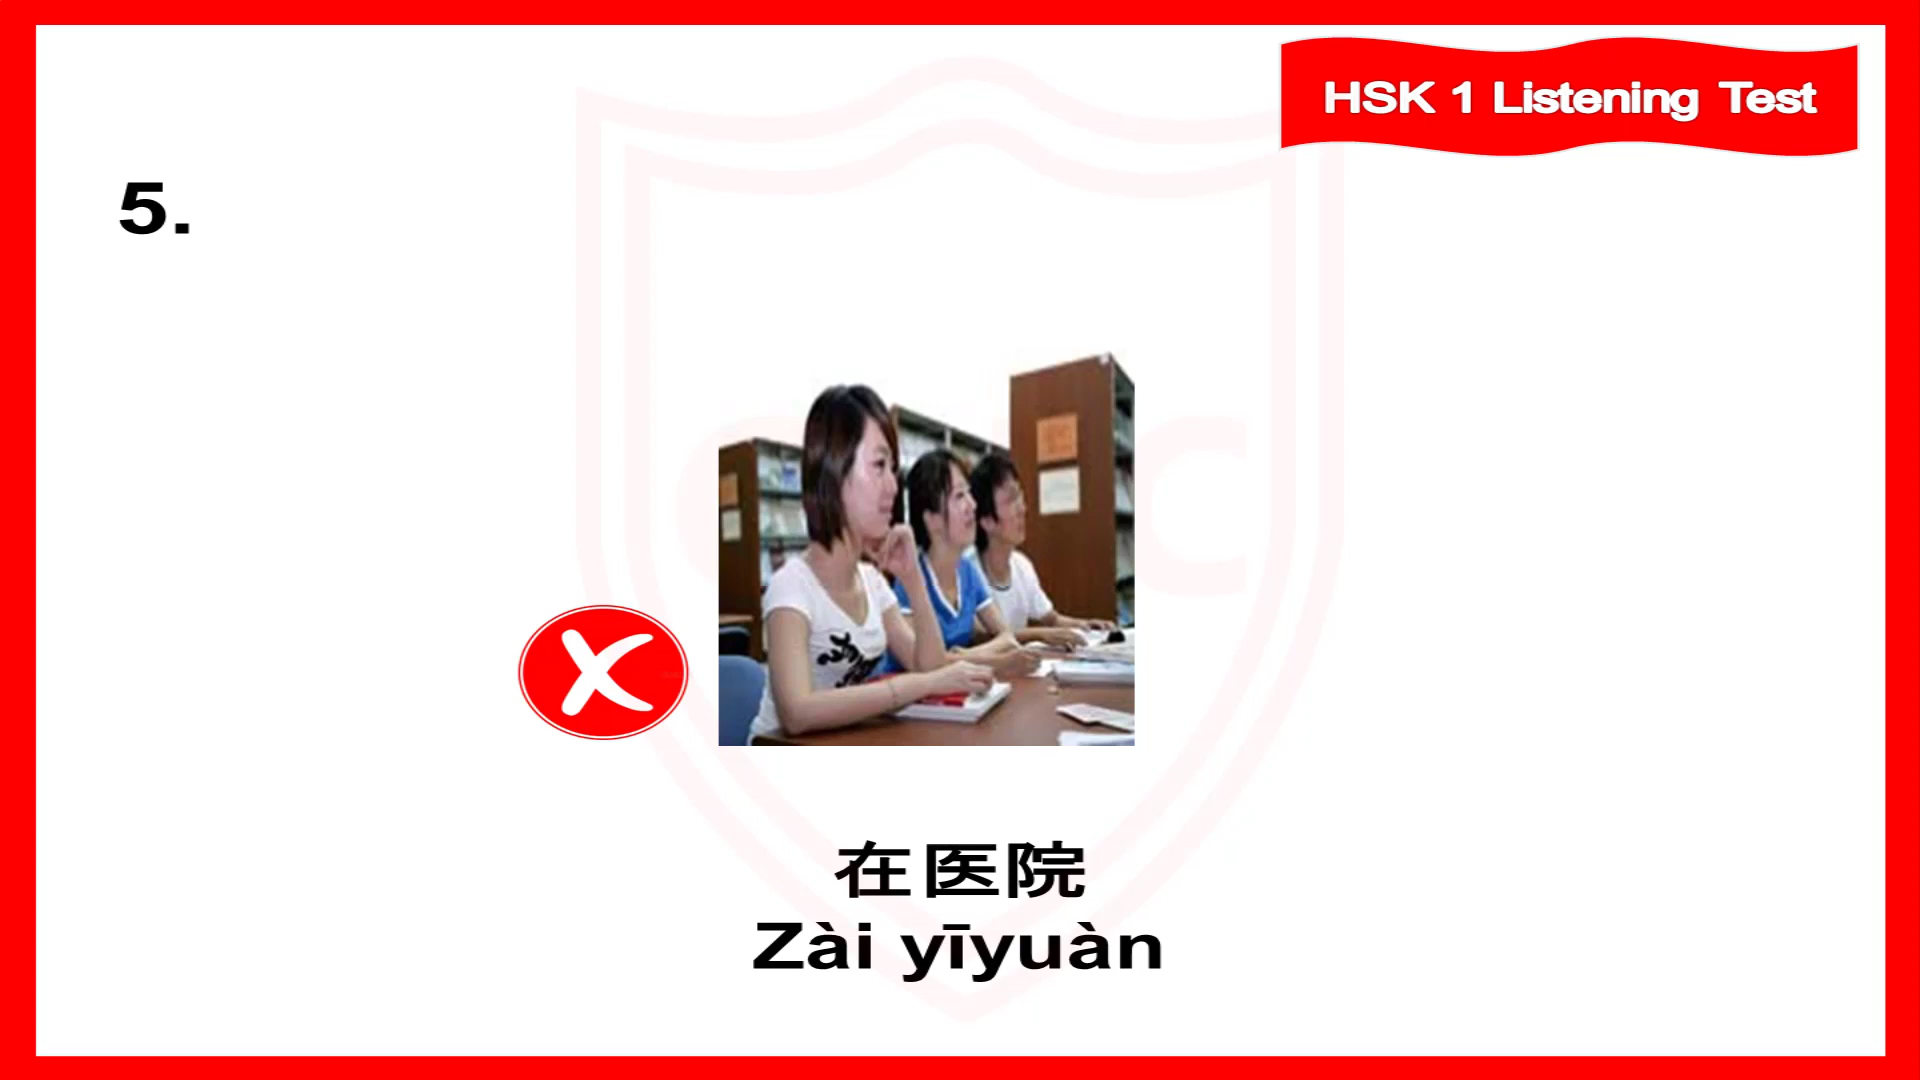 HSK 1 Listening Test
5.
在医院
Zài yīyuàn